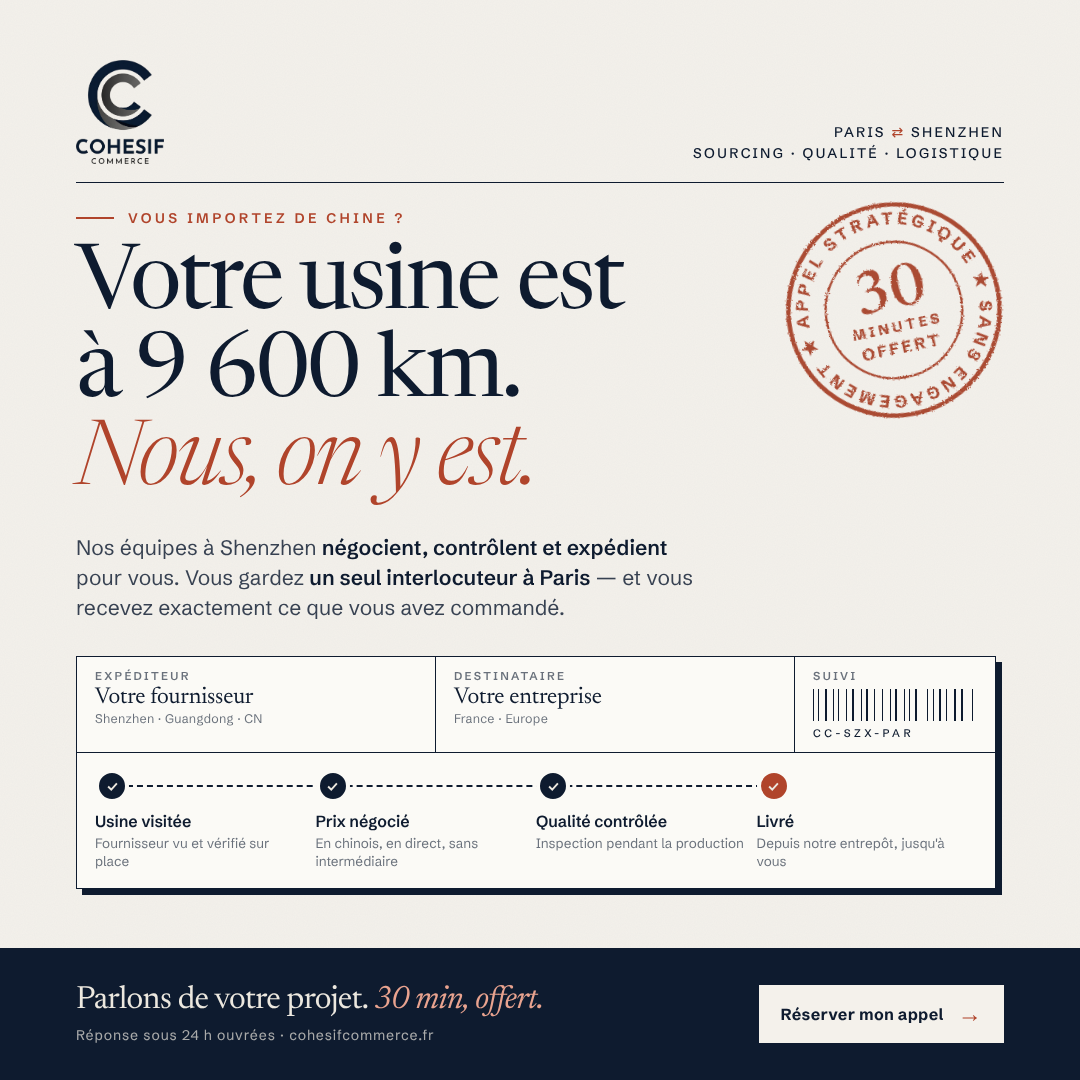 COHESIF
COMMERCE
PARIS ⇄ SHENZHEN
SOURCING · QUALITÉ · LOGISTIQUE
VOUS IMPORTEZ DE CHINE ?
Votre usine est
à 9 600 km.
Nous, on y est.
APPEL STRATÉGIQUE ★ SANS ENGAGEMENT ★
30
MINUTES
OFFERT
Nos équipes à Shenzhen négocient, contrôlent et expédient
pour vous. Vous gardez un seul interlocuteur à Paris — et vous
recevez exactement ce que vous avez commandé.
EXPÉDITEUR
Votre fournisseur
Shenzhen · Guangdong · CN
DESTINATAIRE
Votre entreprise
France · Europe
SUIVI
CC-SZX-PAR
Usine visitée
Fournisseur vu et vérifié sur
place
Prix négocié
En chinois, en direct, sans
intermédiaire
Qualité contrôlée
Inspection pendant la production
Livré
Depuis notre entrepôt, jusqu'à
vous
Parlons de votre projet. 30 min, offert.
Réponse sous 24 h ouvrées · cohesifcommerce.fr
Réserver mon appel →